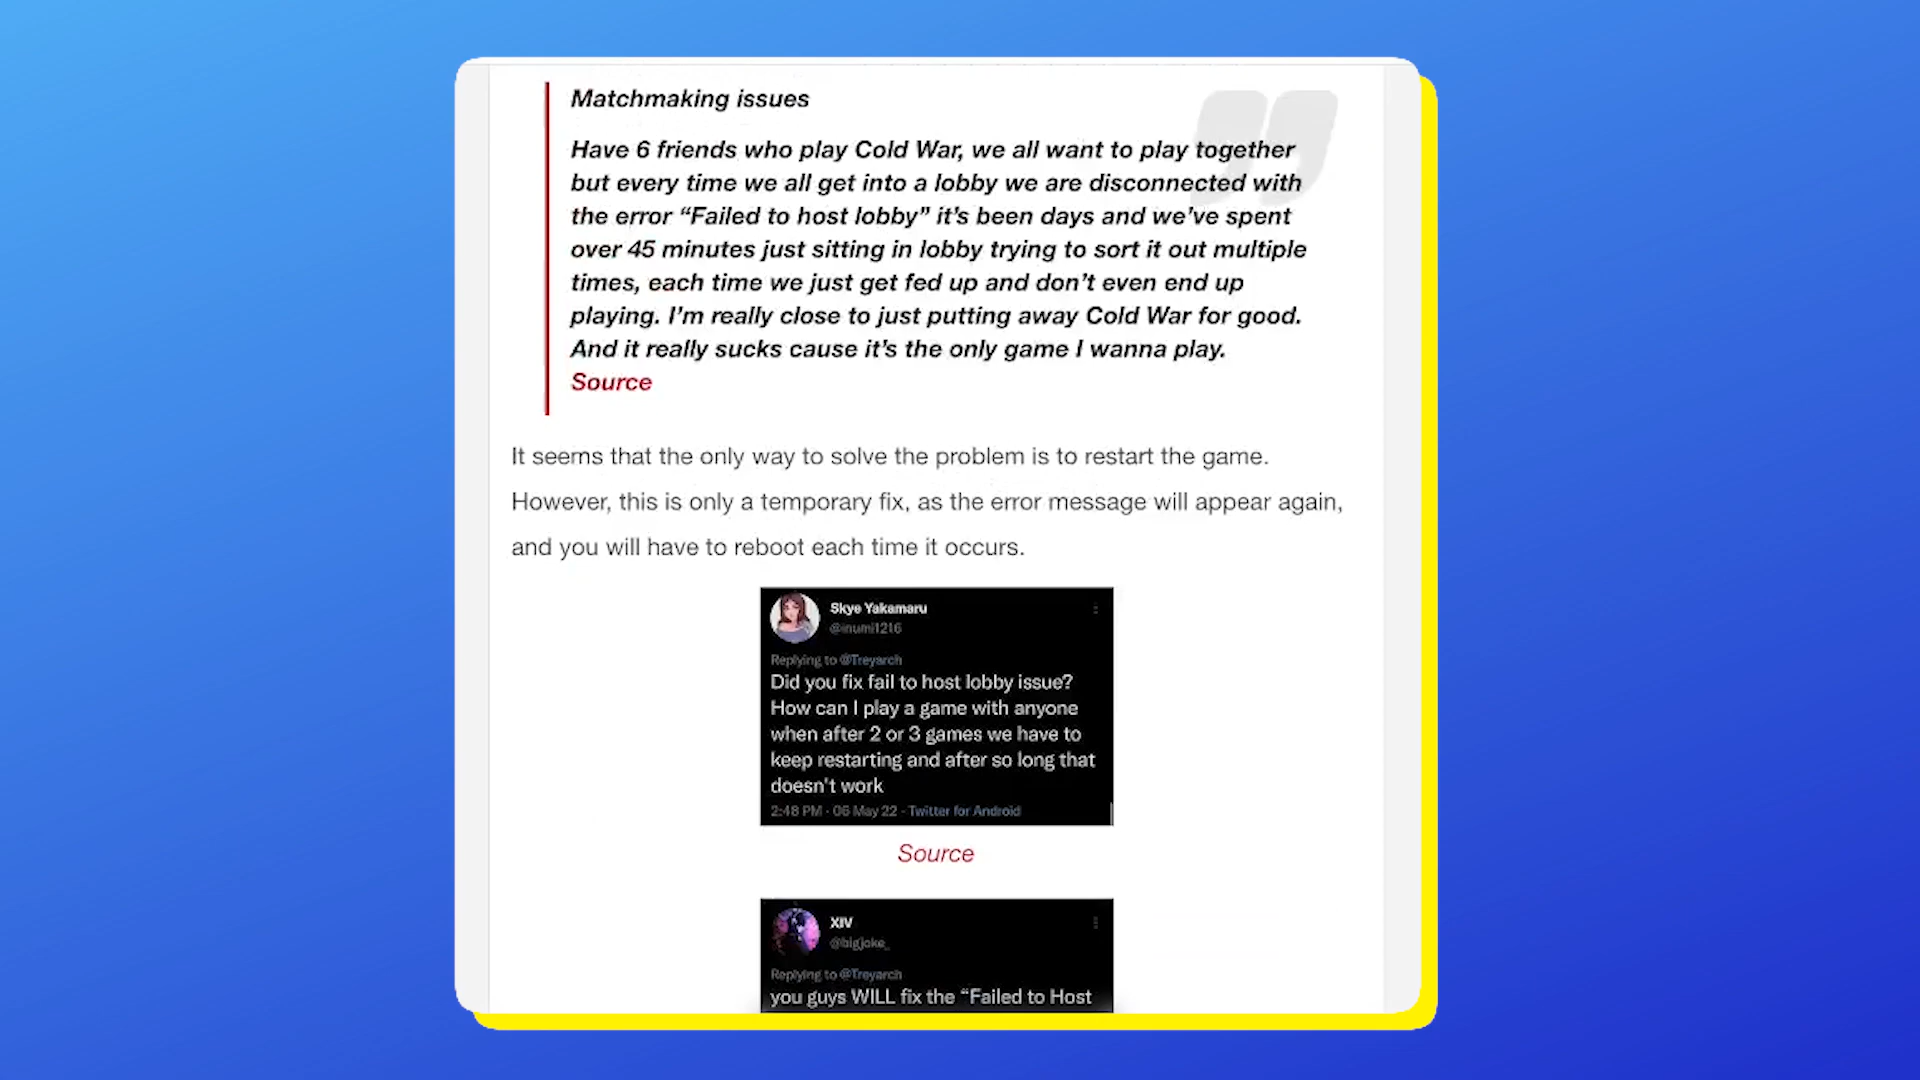 Matchmaking issues
Have 6 friends who play Cold War, we all want to play together
but every time we all get into a lobby we are disconnected with
the error “Failed to host lobby” it’s been days and we’ve spent
over 45 minutes just sitting in lobby trying to sort it out multiple
times, each time we just get fed up and don’t even end up
playing. I’m really close to just putting away Cold War for good.
And it really sucks cause it’s the only game I wanna play.
Source
It seems that the only way to solve the problem is to restart the game.
However, this is only a temporary fix, as the error message will appear again,
and you will have to reboot each time it occurs.
Skye Yakamaru
@inumi1216
Replying to @Treyarch
Did you fix fail to host lobby issue?
How can I play a game with anyone
when after 2 or 3 games we have to
keep restarting and after so long that
doesn't work
2:48 PM · 06 May 22 · Twitter for Android
Source
XIV
@bigjoke_
Replying to @Treyarch
you guys WILL fix the “Failed to Host